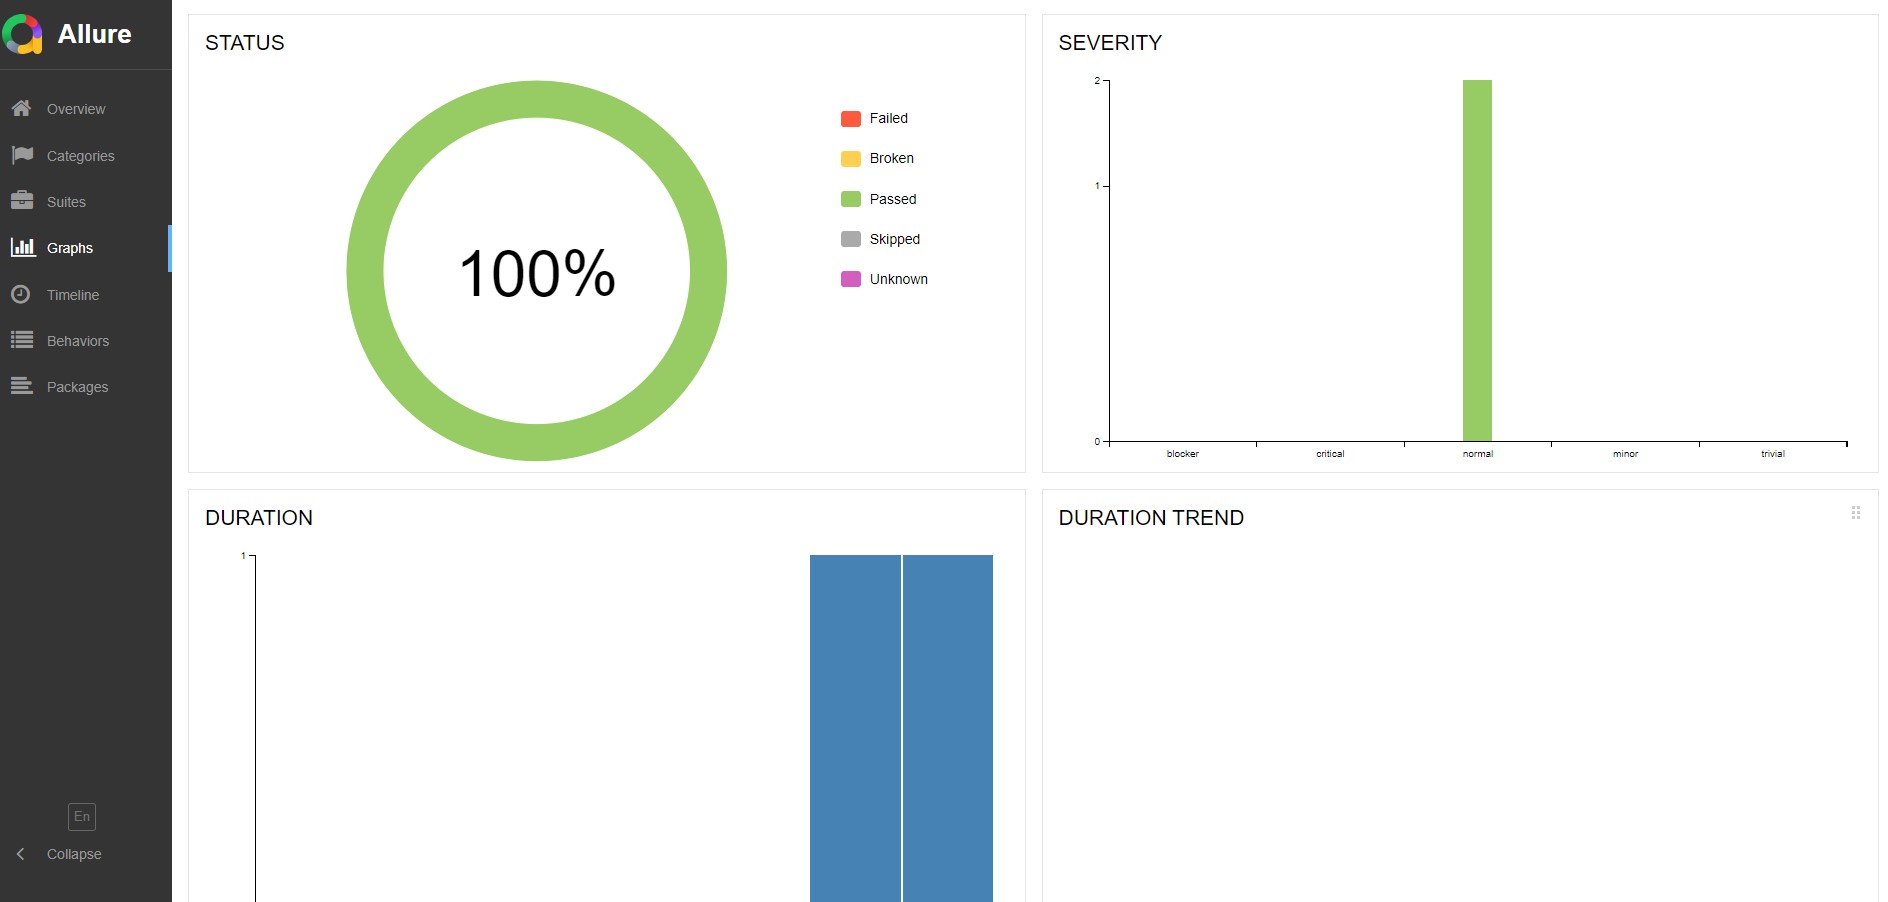 Allure
Overview
Categories
Suites
Graphs
Timeline
Behaviors
Packages
En
Collapse
STATUS
100%
Failed
Broken
Passed
Skipped
Unknown
SEVERITY
2
1
0
blocker critical normal minor trivial
DURATION
1
DURATION TREND